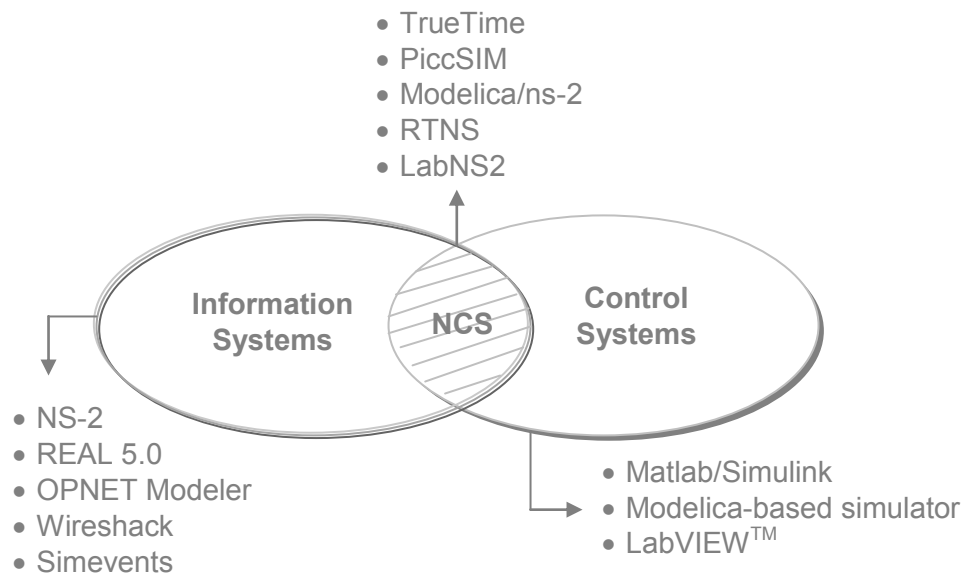 • TrueTime
• PiccSIM
• Modelica/ns-2
• RTNS
• LabNS2
Information
Systems
NCS
Control
Systems
• NS-2
• REAL 5.0
• OPNET Modeler
• Wireshack
• Simevents
• Matlab/Simulink
• Modelica-based simulator
• LabVIEW™